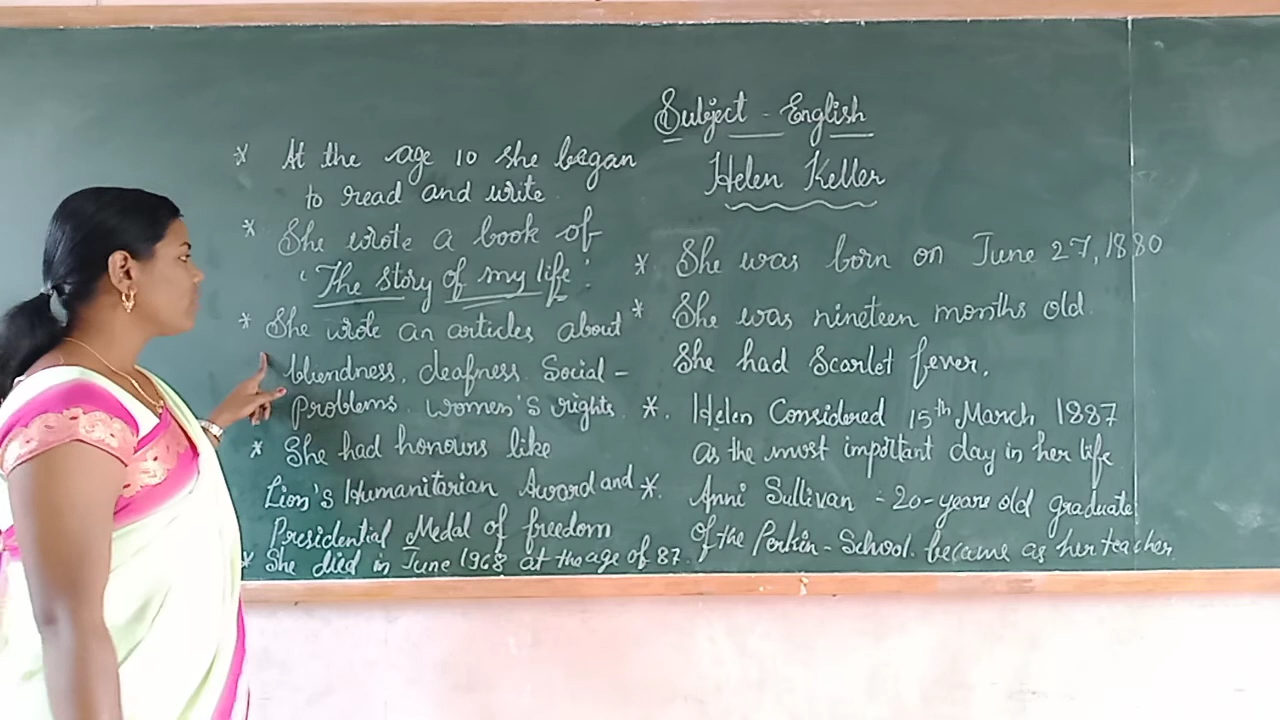 Subject - English
Helen Keller
* She was born on June 27, 1880
* She was nineteen months old.
She had Scarlet fever.
*. Helen Considered 15th March 1887
as the most important day in her life
*. Anni Sullivan - 20-years old graduate
of the Perkin - School. became as her teacher
* At the age 10 she began
to read and write.
* She wrote a book of
'The story of my life'.
* She wrote an articles about
blindness, deafness. Social -
Problems. Women's rights.
* She had honours like
Lion's Humanitarian Award and
Presidential Medal of freedom
* She died in June 1968 at the age of 87.